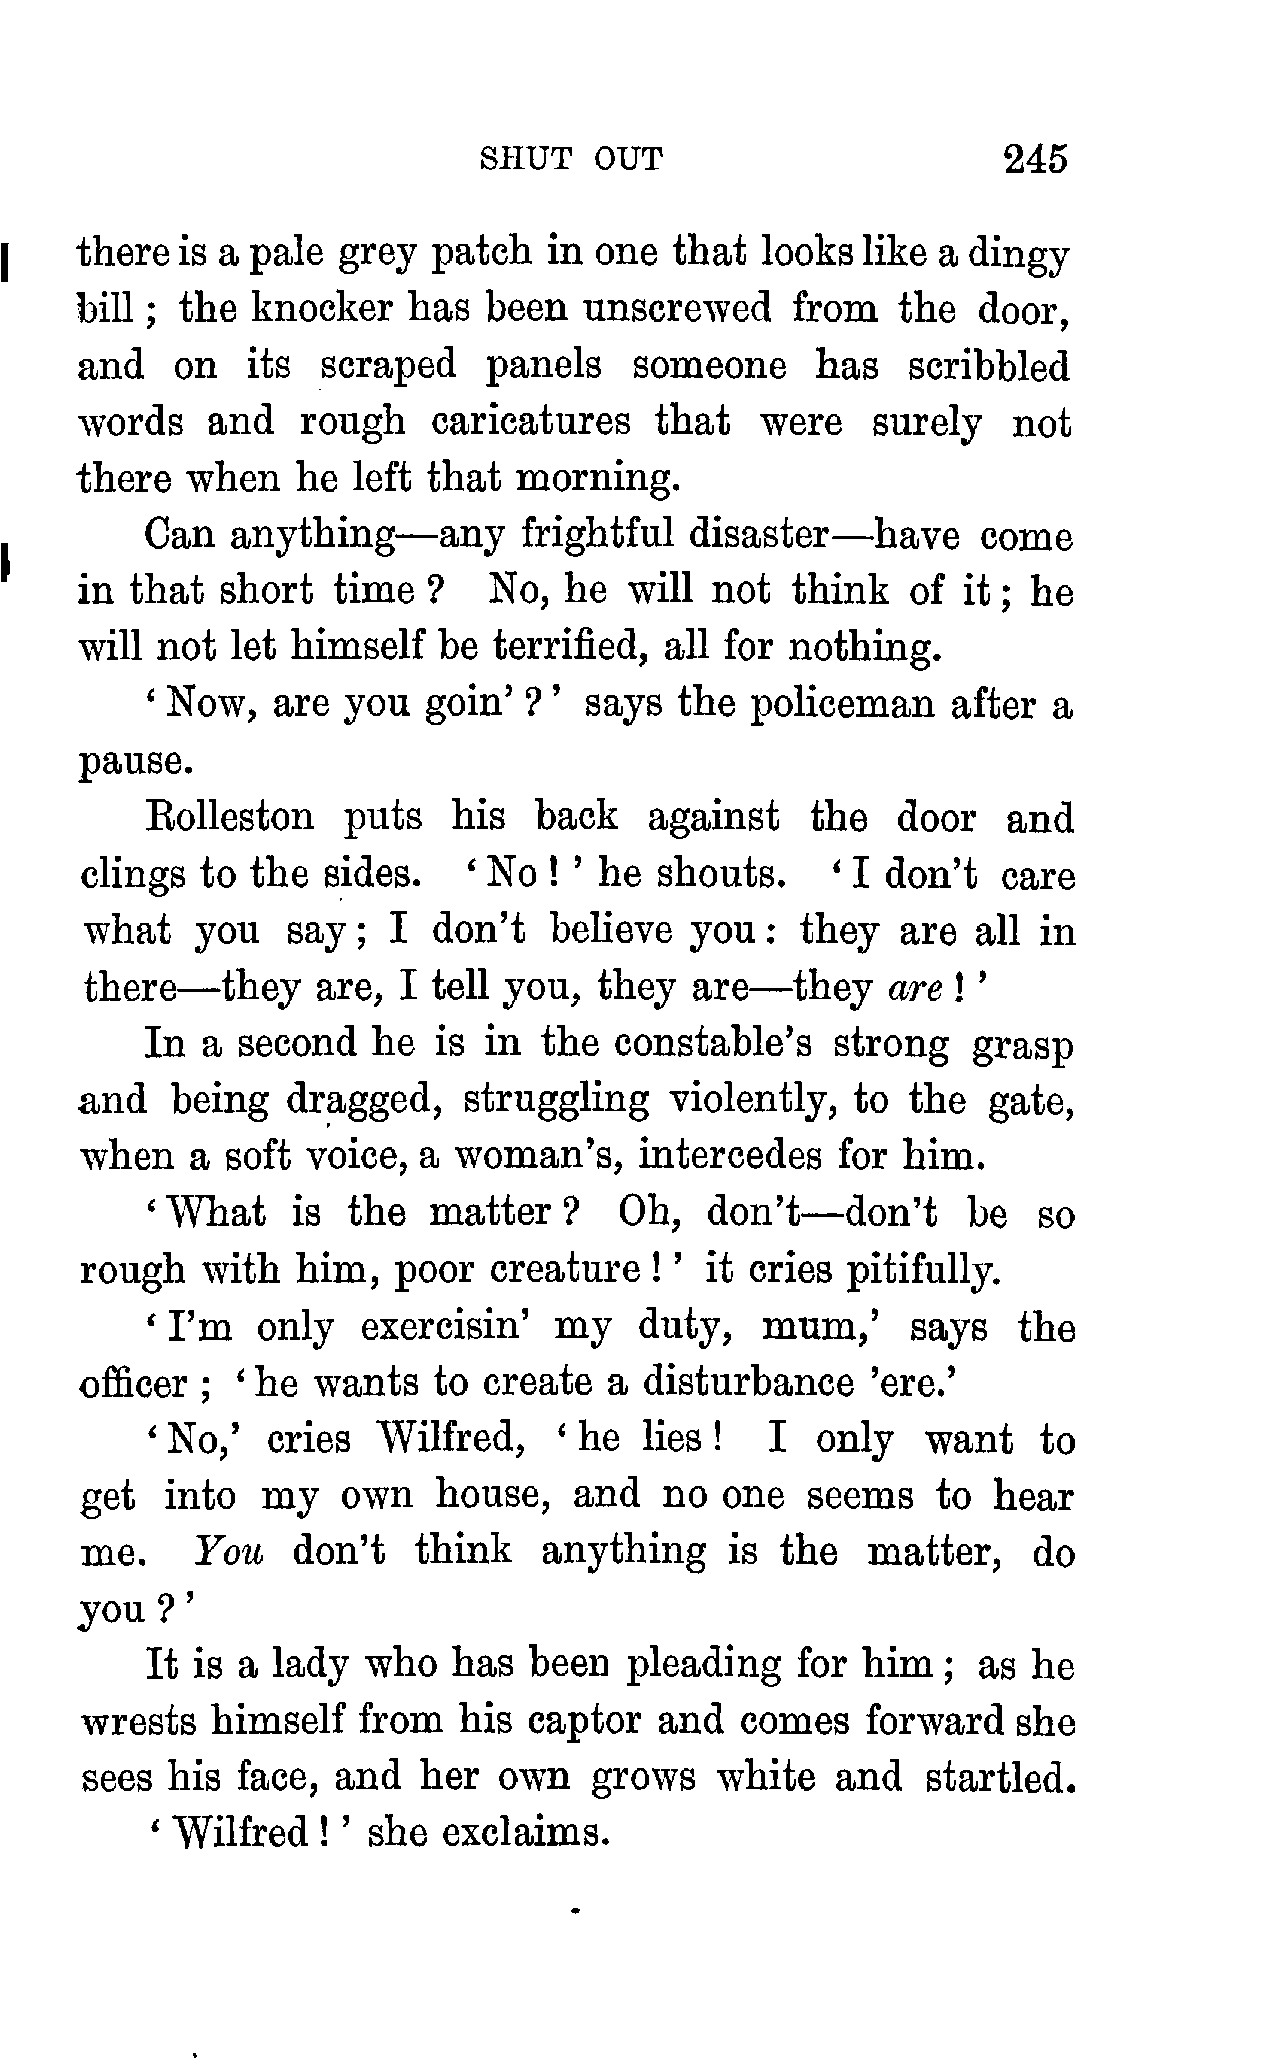 SHUT OUT 245
there is a pale grey patch in one that looks like a dingy
bill ; the knocker has been unscrewed from the door,
and on its scraped panels someone has scribbled
words and rough caricatures that were surely not
there when he left that morning.
Can anything—any frightful disaster—have come
in that short time ? No, he will not think of it ; he
will not let himself be terrified, all for nothing.
‘ Now, are you goin’ ? ’ says the policeman after a
pause.
Rolleston puts his back against the door and
clings to the sides. ‘ No ! ’ he shouts. ‘ I don’t care
what you say ; I don’t believe you : they are all in
there—they are, I tell you, they are—they are ! ’
In a second he is in the constable’s strong grasp
and being dragged, struggling violently, to the gate,
when a soft voice, a woman’s, intercedes for him.
‘ What is the matter ? Oh, don’t—don’t be so
rough with him, poor creature ! ’ it cries pitifully.
‘ I’m only exercisin’ my duty, mum,’ says the
officer ; ‘ he wants to create a disturbance ’ere.’
‘ No,’ cries Wilfred, ‘ he lies ! I only want to
get into my own house, and no one seems to hear
me. You don’t think anything is the matter, do
you ? ’
It is a lady who has been pleading for him ; as he
wrests himself from his captor and comes forward she
sees his face, and her own grows white and startled.
‘ Wilfred ! ’ she exclaims.